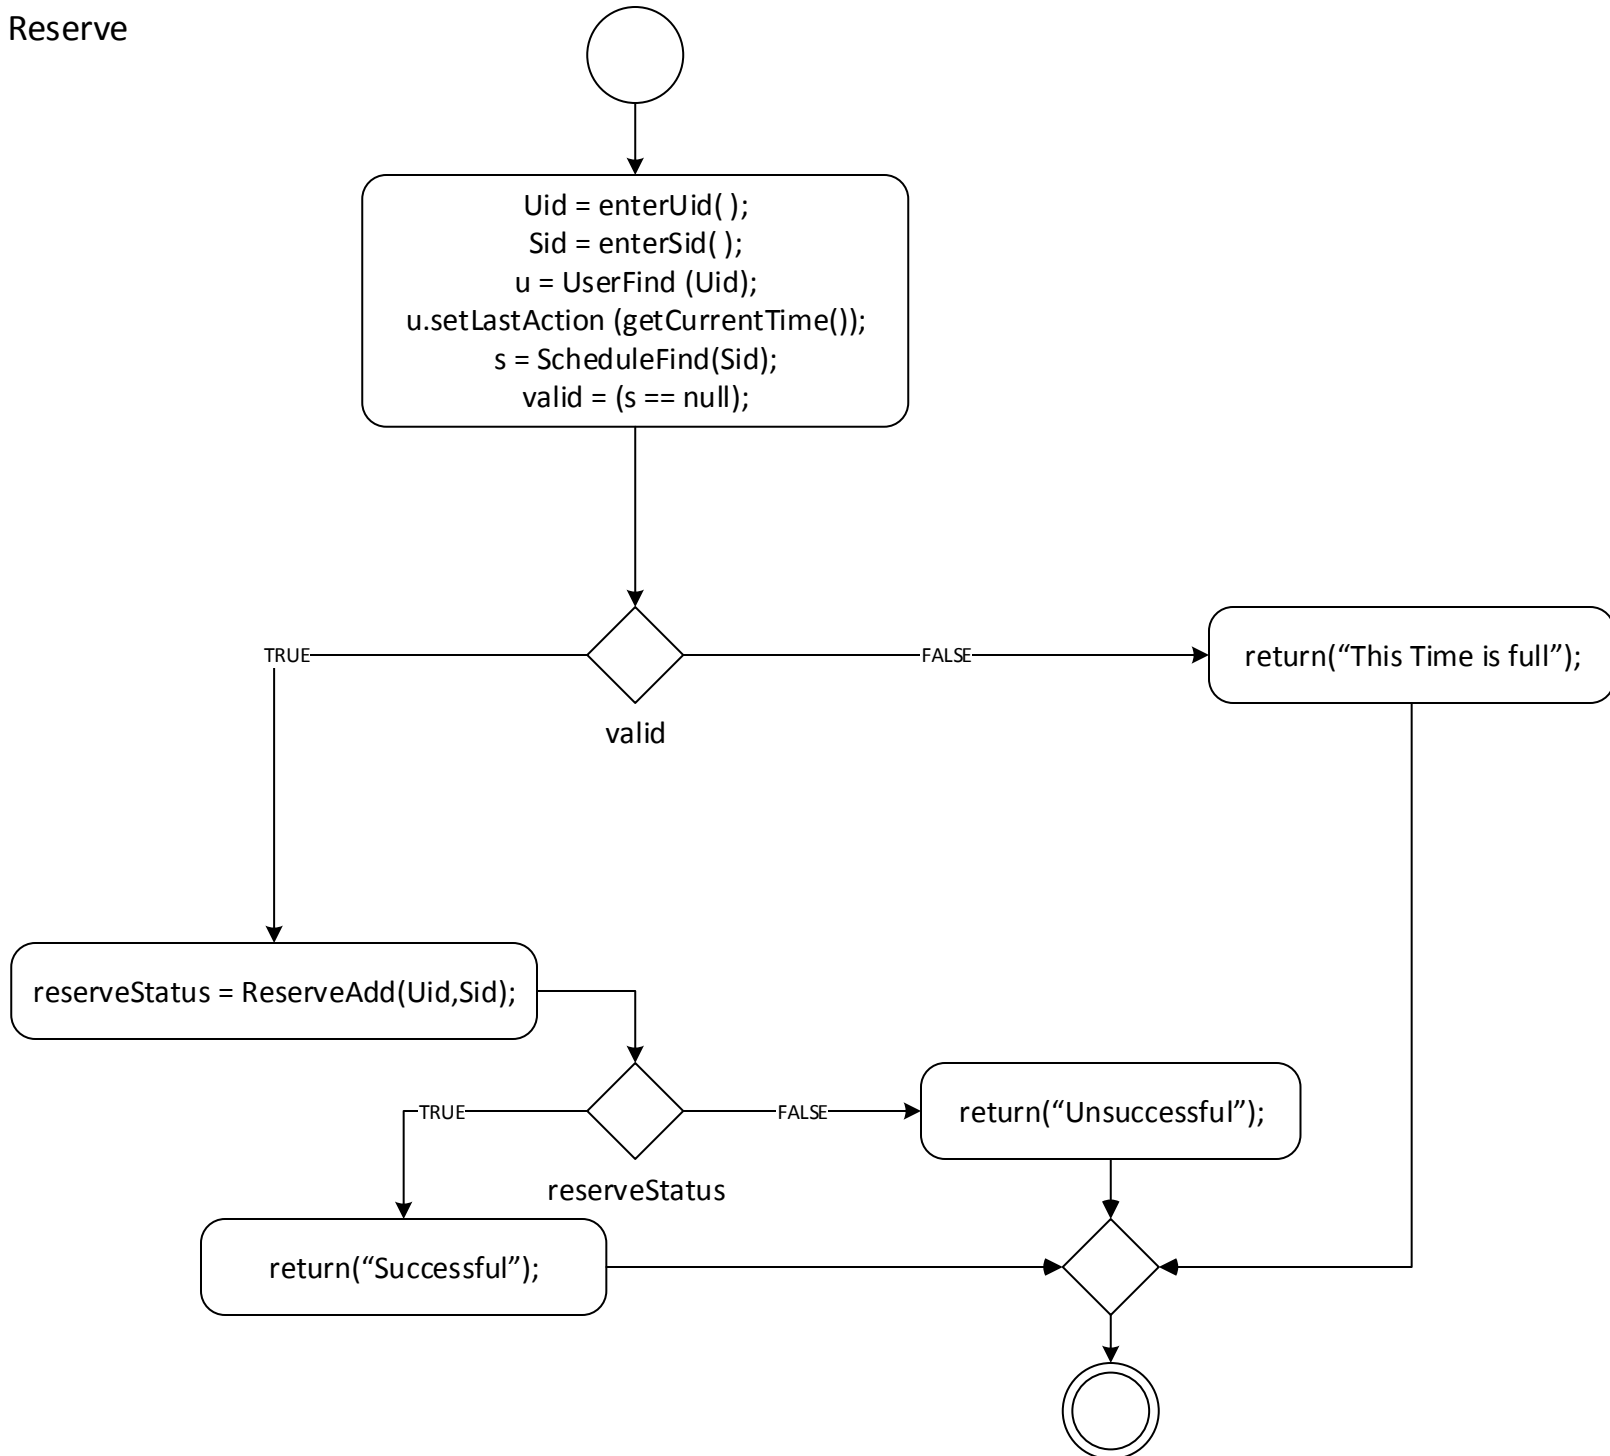 Reserve
Uid = enterUid( );
Sid = enterSid( );
u = UserFind (Uid);
u.setLastAction (getCurrentTime());
s = ScheduleFind(Sid);
valid = (s == null);
TRUE
FALSE
return(“This Time is full”);
valid
reserveStatus = ReserveAdd(Uid,Sid);
TRUE
FALSE
return(“Unsuccessful”);
reserveStatus
return(“Successful”);